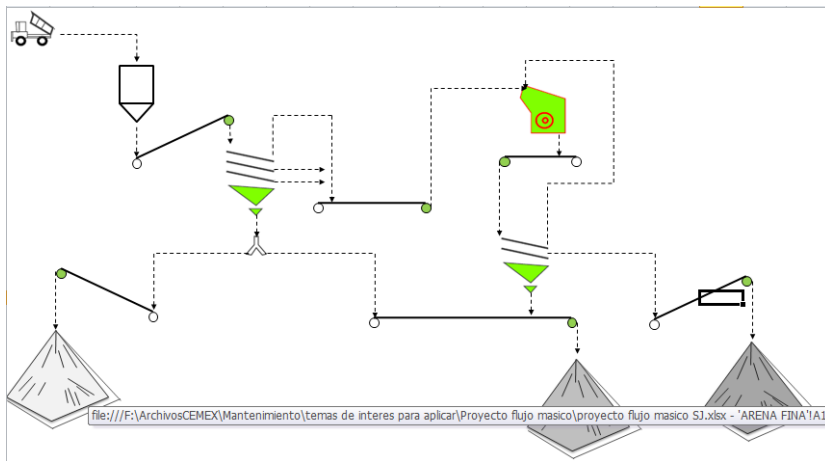 file:///F:\ArchivosCEMEX\Mantenimiento\temas de interes para aplicar\Proyecto flujo masico\proyecto flujo masico SJ.xlsx - 'ARENA FINA'!A1